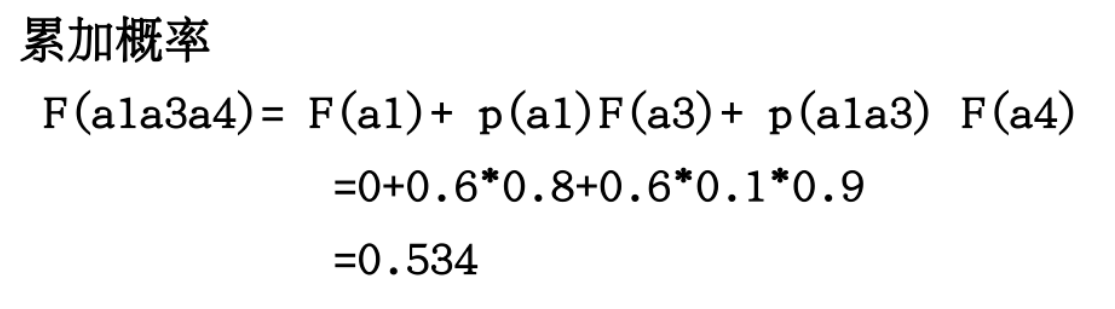 累加概率
F(a1a3a4)= F(a1)+ p(a1)F(a3)+ p(a1a3) F(a4)
=0+0.6*0.8+0.6*0.1*0.9
=0.534